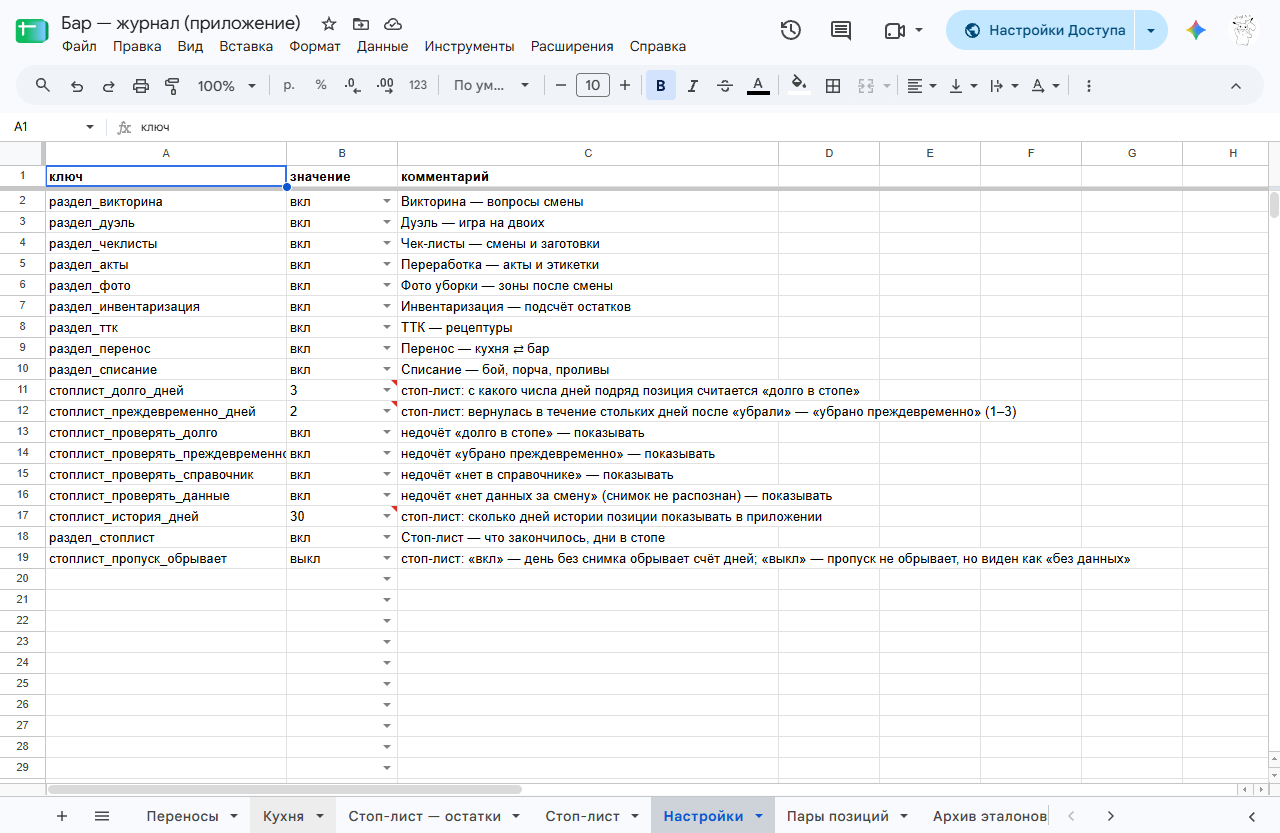 Бар — журнал (приложение)
Файл Правка Вид Вставка Формат Данные Инструменты Расширения Справка
Настройки Доступа
100% р. % .0 .00 123 По ум... 10 B I A
A1 fx ключ
A B C D E F G H
1 ключ значение комментарий
2 раздел_викторина вкл Викторина — вопросы смены
3 раздел_дуэль вкл Дуэль — игра на двоих
4 раздел_чеклисты вкл Чек-листы — смены и заготовки
5 раздел_акты вкл Переработка — акты и этикетки
6 раздел_фото вкл Фото уборки — зоны после смены
7 раздел_инвентаризация вкл Инвентаризация — подсчёт остатков
8 раздел_ттк вкл ТТК — рецептуры
9 раздел_перенос вкл Перенос — кухня ⇄ бар
10 раздел_списание вкл Списание — бой, порча, проливы
11 стоплист_долго_дней 3 стоп-лист: с какого числа дней подряд позиция считается «долго в стопе»
12 стоплист_преждевременно_дней 2 стоп-лист: вернулась в течение стольких дней после «убрали» — «убрано преждевременно» (1–3)
13 стоплист_проверять_долго вкл недочёт «долго в стопе» — показывать
14 стоплист_проверять_преждевременно вкл недочёт «убрано преждевременно» — показывать
15 стоплист_проверять_справочник вкл недочёт «нет в справочнике» — показывать
16 стоплист_проверять_данные вкл недочёт «нет данных за смену» (снимок не распознан) — показывать
17 стоплист_история_дней 30 стоп-лист: сколько дней истории позиции показывать в приложении
18 раздел_стоплист вкл Стоп-лист — что закончилось, дни в стопе
19 стоплист_пропуск_обрывает выкл стоп-лист: «вкл» — день без снимка обрывает счёт дней; «выкл» — пропуск не обрывает, но виден как «без данных»
20
21
22
23
24
25
26
27
28
29
Переносы Кухня Стоп-лист — остатки Стоп-лист Настройки Пары позиций Архив эталонов